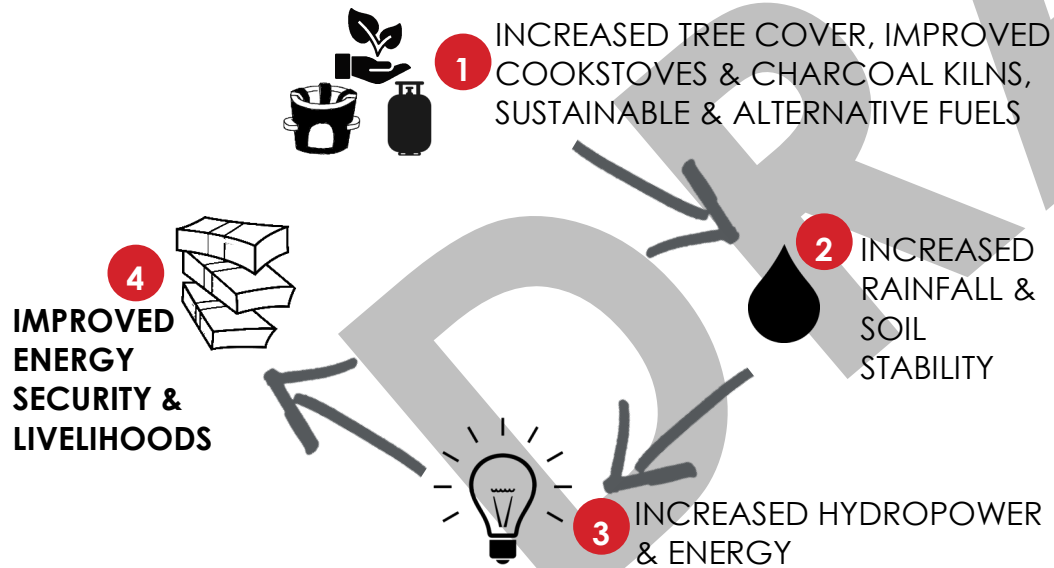 1
INCREASED TREE COVER, IMPROVED
COOKSTOVES & CHARCOAL KILNS,
SUSTAINABLE & ALTERNATIVE FUELS
2
INCREASED
RAINFALL &
SOIL
STABILITY
3
INCREASED HYDROPOWER
& ENERGY
4
IMPROVED
ENERGY
SECURITY &
LIVELIHOODS
DRA